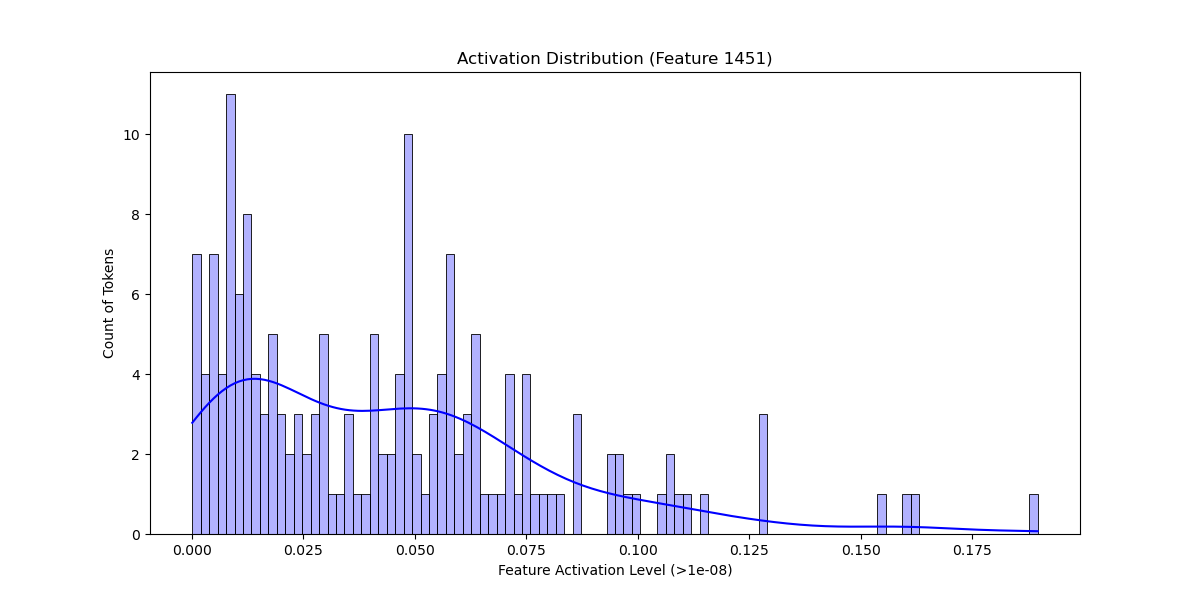 Activation Distribution (Feature 1451)
Count of Tokens
10
8
6
4
2
0
0.000 0.025 0.050 0.075 0.100 0.125 0.150 0.175
Feature Activation Level (>1e-08)